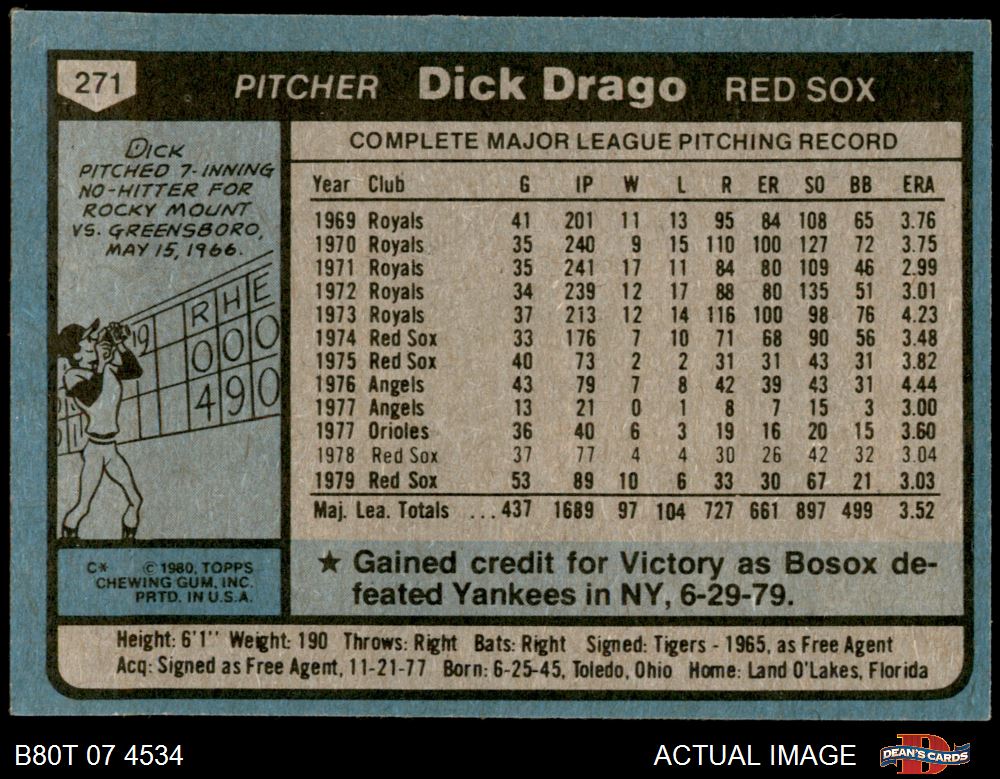 271 PITCHER Dick Drago RED SOX
DICK
PITCHED 7-INNING
NO-HITTER FOR
ROCKY MOUNT
VS. GREENSBORO,
MAY 15, 1966.
9 R H E
0 0 0
4 9 0
COMPLETE MAJOR LEAGUE PITCHING RECORD
Year Club G IP W L R ER SO BB ERA
1969 Royals 41 201 11 13 95 84 108 65 3.76
1970 Royals 35 240 9 15 110 100 127 72 3.75
1971 Royals 35 241 17 11 84 80 109 46 2.99
1972 Royals 34 239 12 17 88 80 135 51 3.01
1973 Royals 37 213 12 14 116 100 98 76 4.23
1974 Red Sox 33 176 7 10 71 68 90 56 3.48
1975 Red Sox 40 73 2 2 31 31 43 31 3.82
1976 Angels 43 79 7 8 42 39 43 31 4.44
1977 Angels 13 21 0 1 8 7 15 3 3.00
1977 Orioles 36 40 6 3 19 16 20 15 3.60
1978 Red Sox 37 77 4 4 30 26 42 32 3.04
1979 Red Sox 53 89 10 6 33 30 67 21 3.03
Maj. Lea. Totals ...437 1689 97 104 727 661 897 499 3.52
★ Gained credit for Victory as Bosox de-
feated Yankees in NY, 6-29-79.
C* © 1980, TOPPS
CHEWING GUM, INC.
PRTD. IN U.S.A.
Height: 6'1" Weight: 190 Throws: Right Bats: Right Signed: Tigers - 1965, as Free Agent
Acq: Signed as Free Agent, 11-21-77 Born: 6-25-45, Toledo, Ohio Home: Land O'Lakes, Florida
B80T 07 4534 ACTUAL IMAGE DEAN'S CARDS